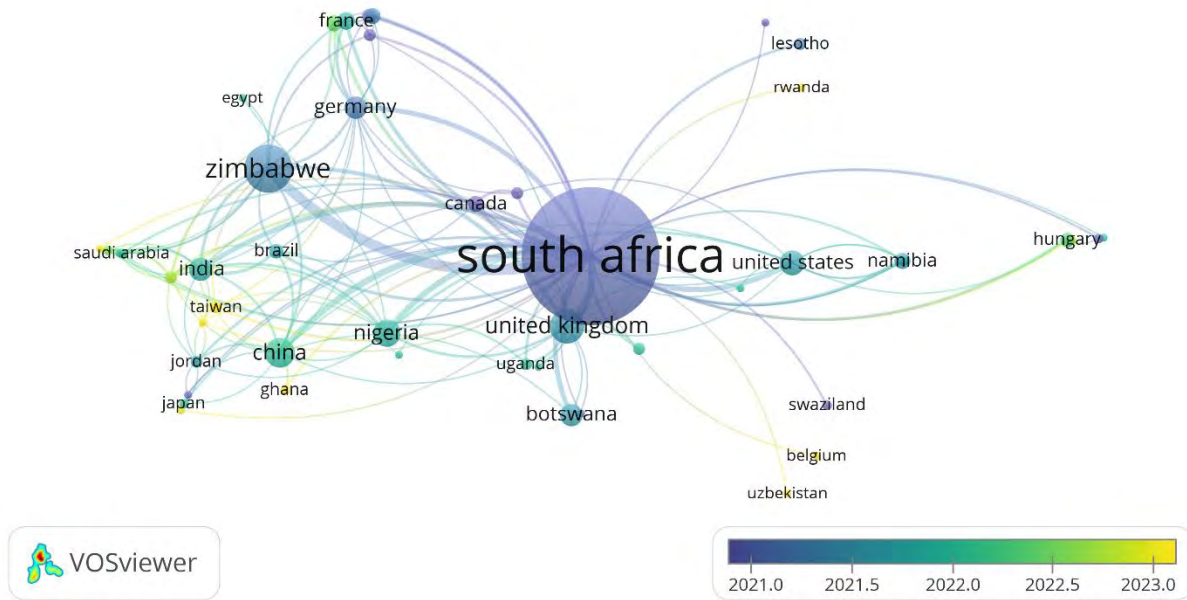 france
lesotho
rwanda
egypt
germany
zimbabwe
canada
saudi arabia
india
brazil
south africa
united states
namibia
hungary
taiwan
nigeria
united kingdom
jordan
china
uganda
ghana
japan
botswana
swaziland
belgium
uzbekistan
VOSviewer
2021.0 2021.5 2022.0 2022.5 2023.0